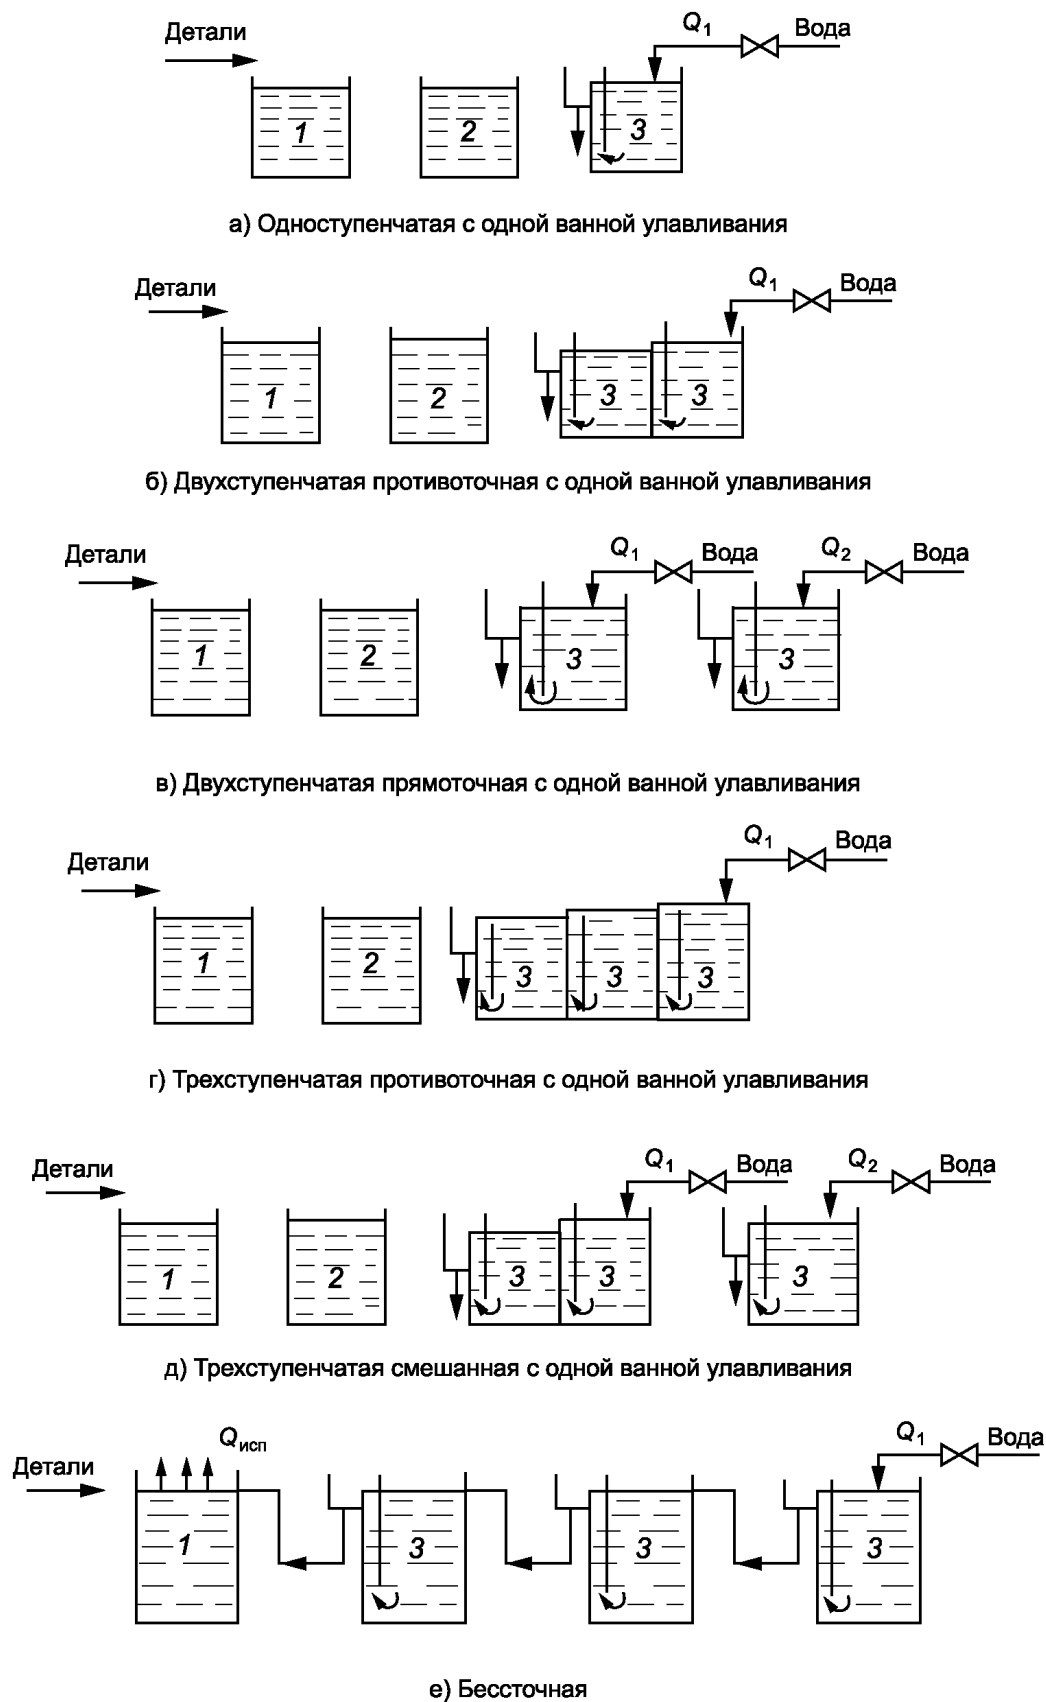 Детали
Q1
Вода
1
2
3
а) Одноступенчатая с одной ванной улавливания
Детали
Q1
Вода
1
2
3
3
б) Двухступенчатая противоточная с одной ванной улавливания
Детали
Q1
Вода
Q2
Вода
1
2
3
3
в) Двухступенчатая прямоточная с одной ванной улавливания
Детали
Q1
Вода
1
2
3
3
3
г) Трехступенчатая противоточная с одной ванной улавливания
Детали
Q1
Вода
Q2
Вода
1
2
3
3
3
д) Трехступенчатая смешанная с одной ванной улавливания
Детали
Qисп
Q1
Вода
1
3
3
3
е) Бессточная